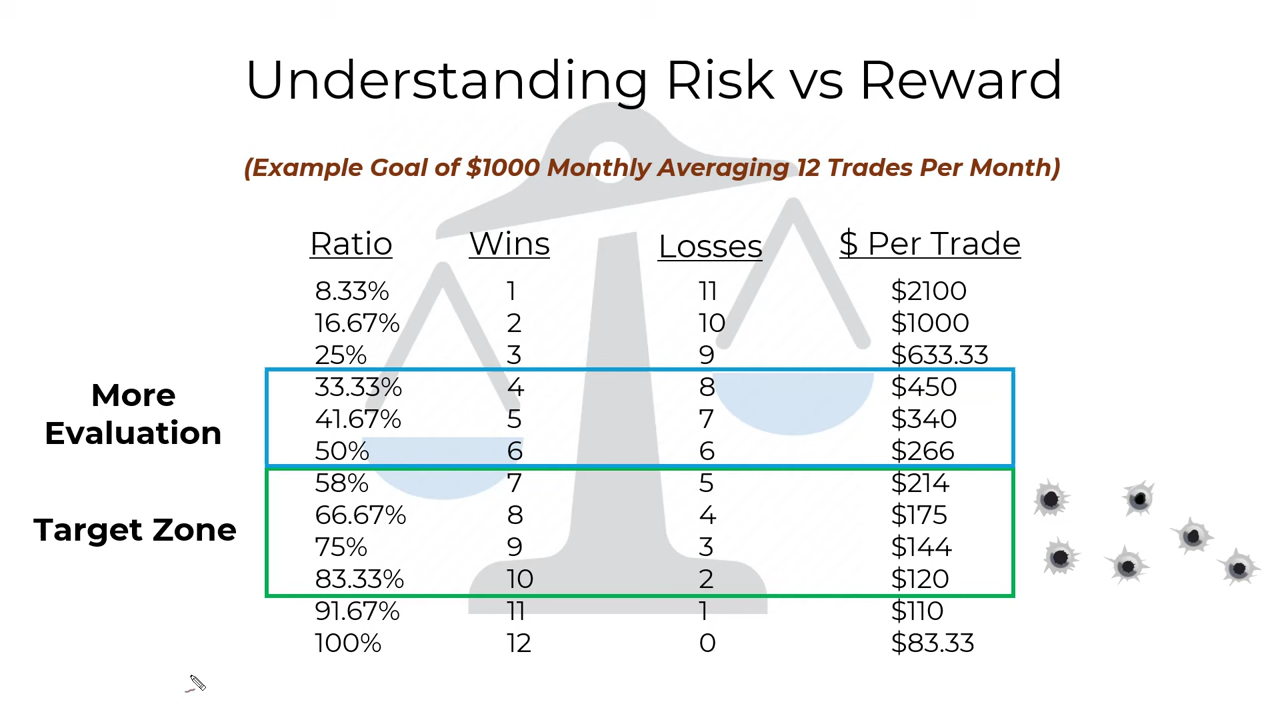 Understanding Risk vs Reward
(Example Goal of $1000 Monthly Averaging 12 Trades Per Month)
Ratio Wins Losses $ Per Trade
8.33% 1 11 $2100
16.67% 2 10 $1000
25% 3 9 $633.33
More
Evaluation
33.33% 4 8 $450
41.67% 5 7 $340
50% 6 6 $266
Target Zone
58% 7 5 $214
66.67% 8 4 $175
75% 9 3 $144
83.33% 10 2 $120
91.67% 11 1 $110
100% 12 0 $83.33